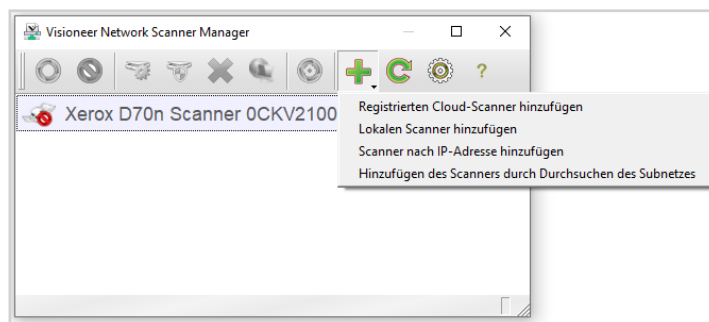 Visioneer Network Scanner Manager
?
Xerox D70n Scanner 0CKV2100
Registrierten Cloud-Scanner hinzufügen
Lokalen Scanner hinzufügen
Scanner nach IP-Adresse hinzufügen
Hinzufügen des Scanners durch Durchsuchen des Subnetzes